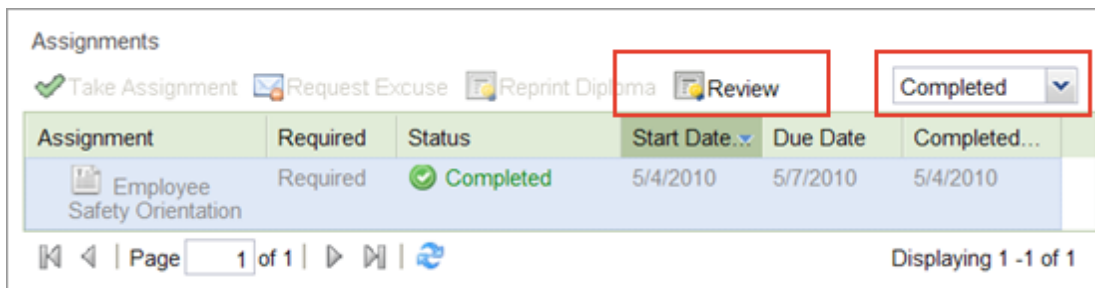 Assignments
Take Assignment Request Excuse Reprint Diploma Review Completed
Assignment Required Status Start Date... Due Date Completed...
Employee Required Completed 5/4/2010 5/7/2010 5/4/2010
Safety Orientation
Page 1 of 1 Displaying 1 -1 of 1